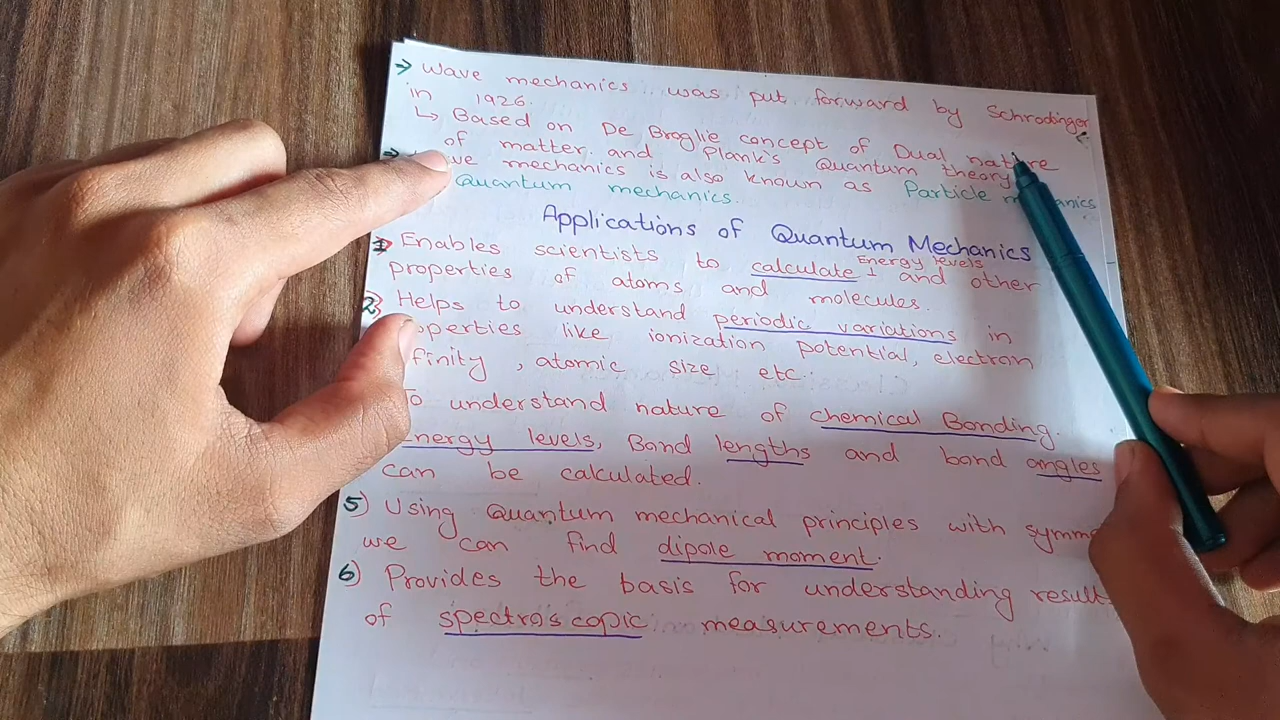 → Wave mechanics was put forward by Schrodinger
in 1926.
↳ Based on De Broglie concept of Dual nature
of matter and Plank's Quantum theory
mechanics is also known as Particle
Quantum mechanics.
Applications of Quantum Mechanics
Enables scientists to calculate Energy levels and other
properties of atoms and molecules.
2) Helps to understand periodic variations in
operties like ionization potential, electron
finity, atomic size etc.
To understand nature of chemical Bonding.
Energy levels, Bond lengths and bond angles
can be calculated.
5) Using Quantum mechanical principles with symm
we can find dipole moment.
6) Provides the basis for understanding result
of spectroscopic measurements.